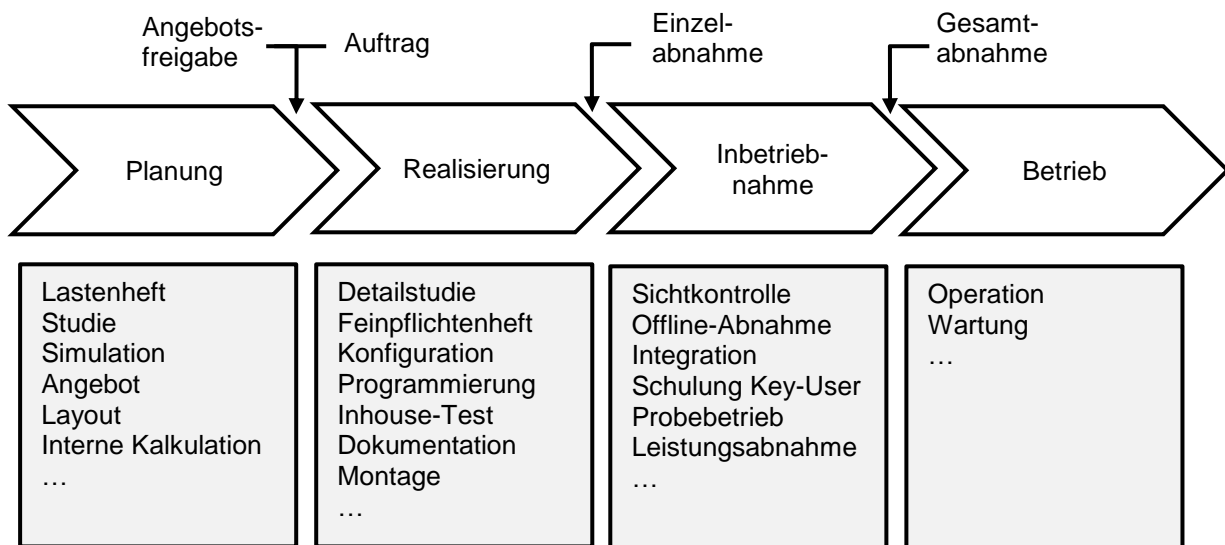 Angebots-
freigabe
Auftrag
Einzel-
abnahme
Gesamt-
abnahme
Planung
Realisierung
Inbetrieb-
nahme
Betrieb
Lastenheft
Studie
Simulation
Angebot
Layout
Interne Kalkulation
…
Detailstudie
Feinpflichtenheft
Konfiguration
Programmierung
Inhouse-Test
Dokumentation
Montage
…
Sichtkontrolle
Offline-Abnahme
Integration
Schulung Key-User
Probebetrieb
Leistungsabnahme
…
Operation
Wartung
…